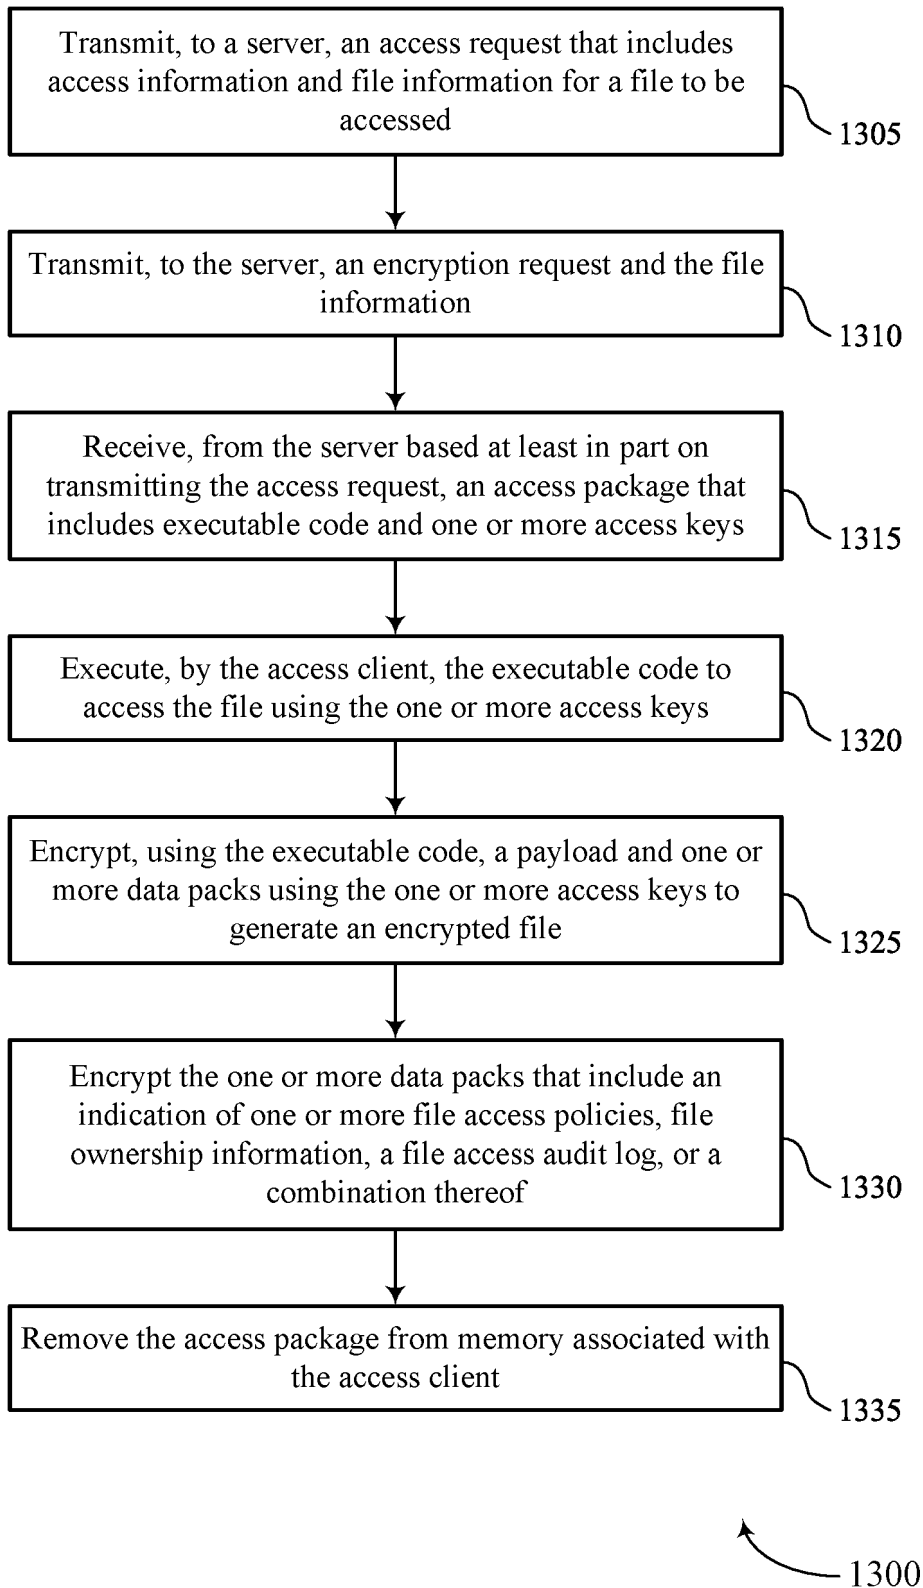 Transmit, to a server, an access request that includes
access information and file information for a file to be
accessed
1305
Transmit, to the server, an encryption request and the file
information
1310
Receive, from the server based at least in part on
transmitting the access request, an access package that
includes executable code and one or more access keys
1315
Execute, by the access client, the executable code to
access the file using the one or more access keys
1320
Encrypt, using the executable code, a payload and one or
more data packs using the one or more access keys to
generate an encrypted file
1325
Encrypt the one or more data packs that include an
indication of one or more file access policies, file
ownership information, a file access audit log, or a
combination thereof
1330
Remove the access package from memory associated with
the access client
1335
1300